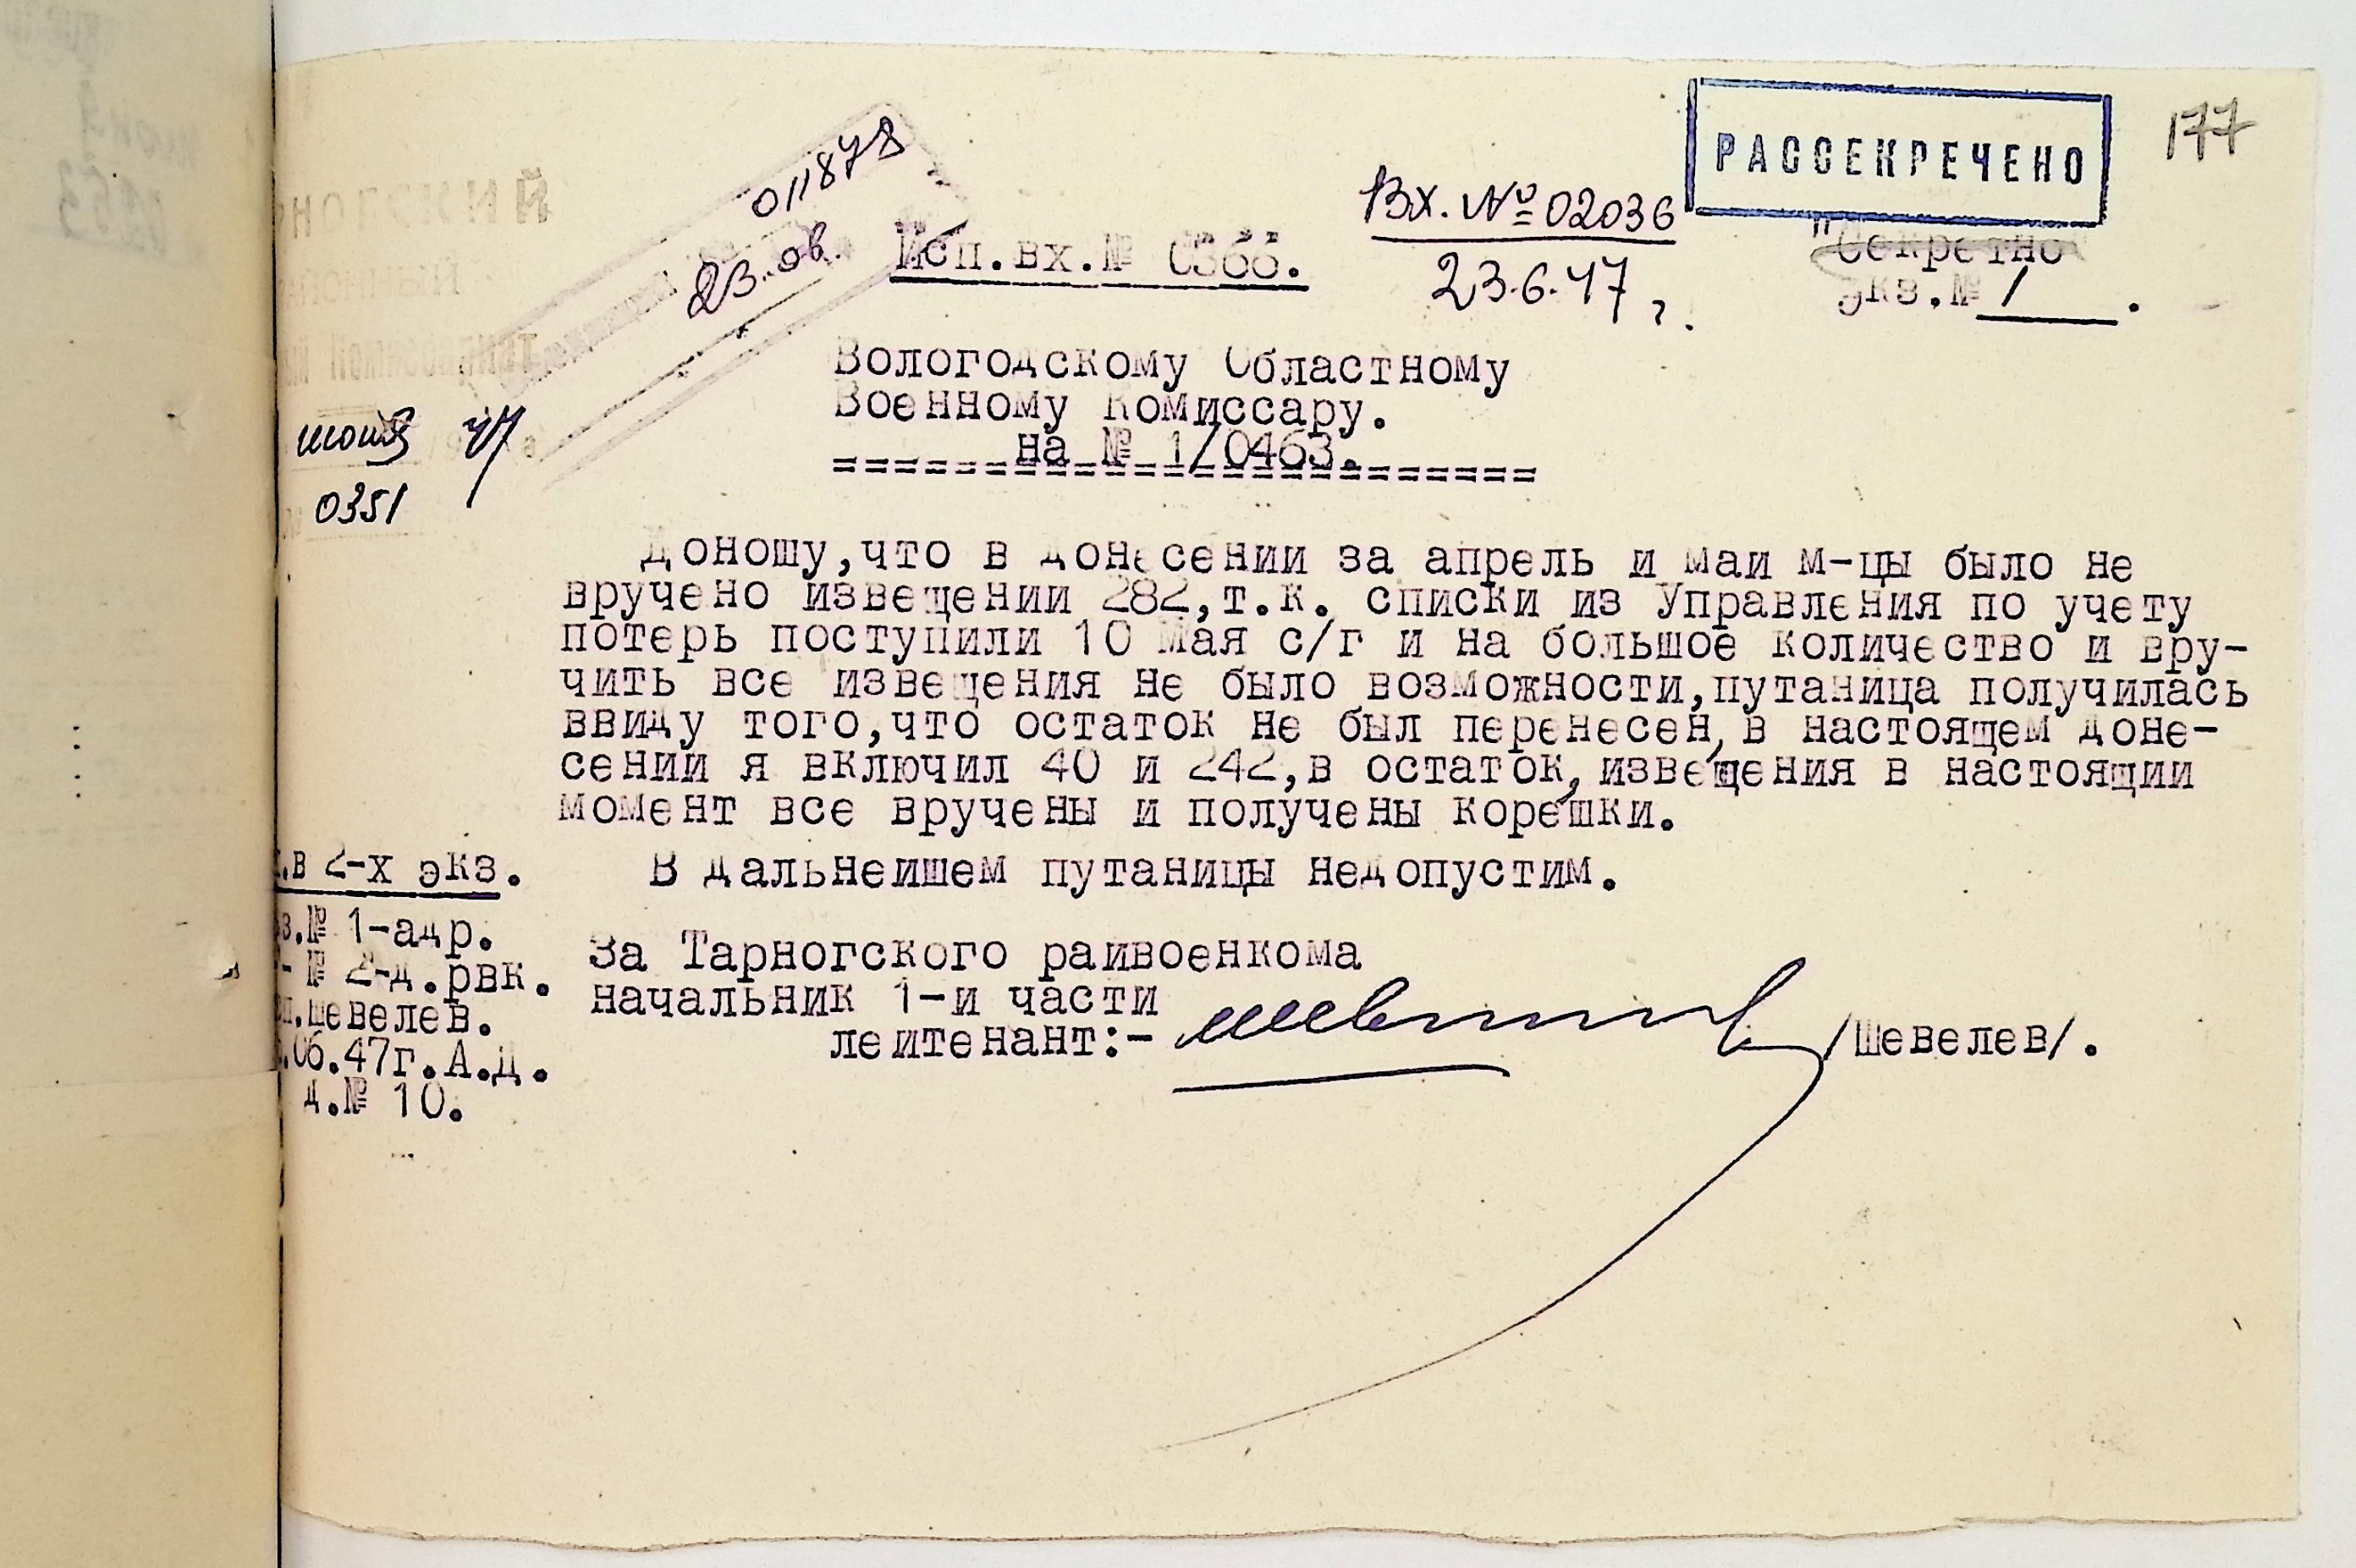 РАССЕКРЕЧЕНО
177
Вх. № 02036
23.6.47 г.
011878
23. 06.
Исп.вх.№
"Секретно"
Экз.№ 1 .
Вологодскому Областному
Военному Комиссару.
на № 1/0463.
======================
июня 47
0351
Доношу,что в донесении за апрель и май м-цы было не
вручено извещении 282,т.к. списки из Управления по учету
потерь поступили 10 Мая с/г и на большое количество и вру-
чить все извещения не было возможности,путаница получилась
ввиду того,что остаток не был перенесен, в настоящем доне-
сении я включил 40 и 242,в остаток, извещения в настоящии
момент все вручены и получены корешки.
В дальнейшем путаницы недопустим.
.в 2-х экз.
з.№ 1-адр.
-№ 2-д.рвк.
п.Шевелев.
.06.47г.А.Д.
д.№ 10.
За Тарногского райвоенкома
начальник 1-й части
лейтенант:- /Шевелев/.